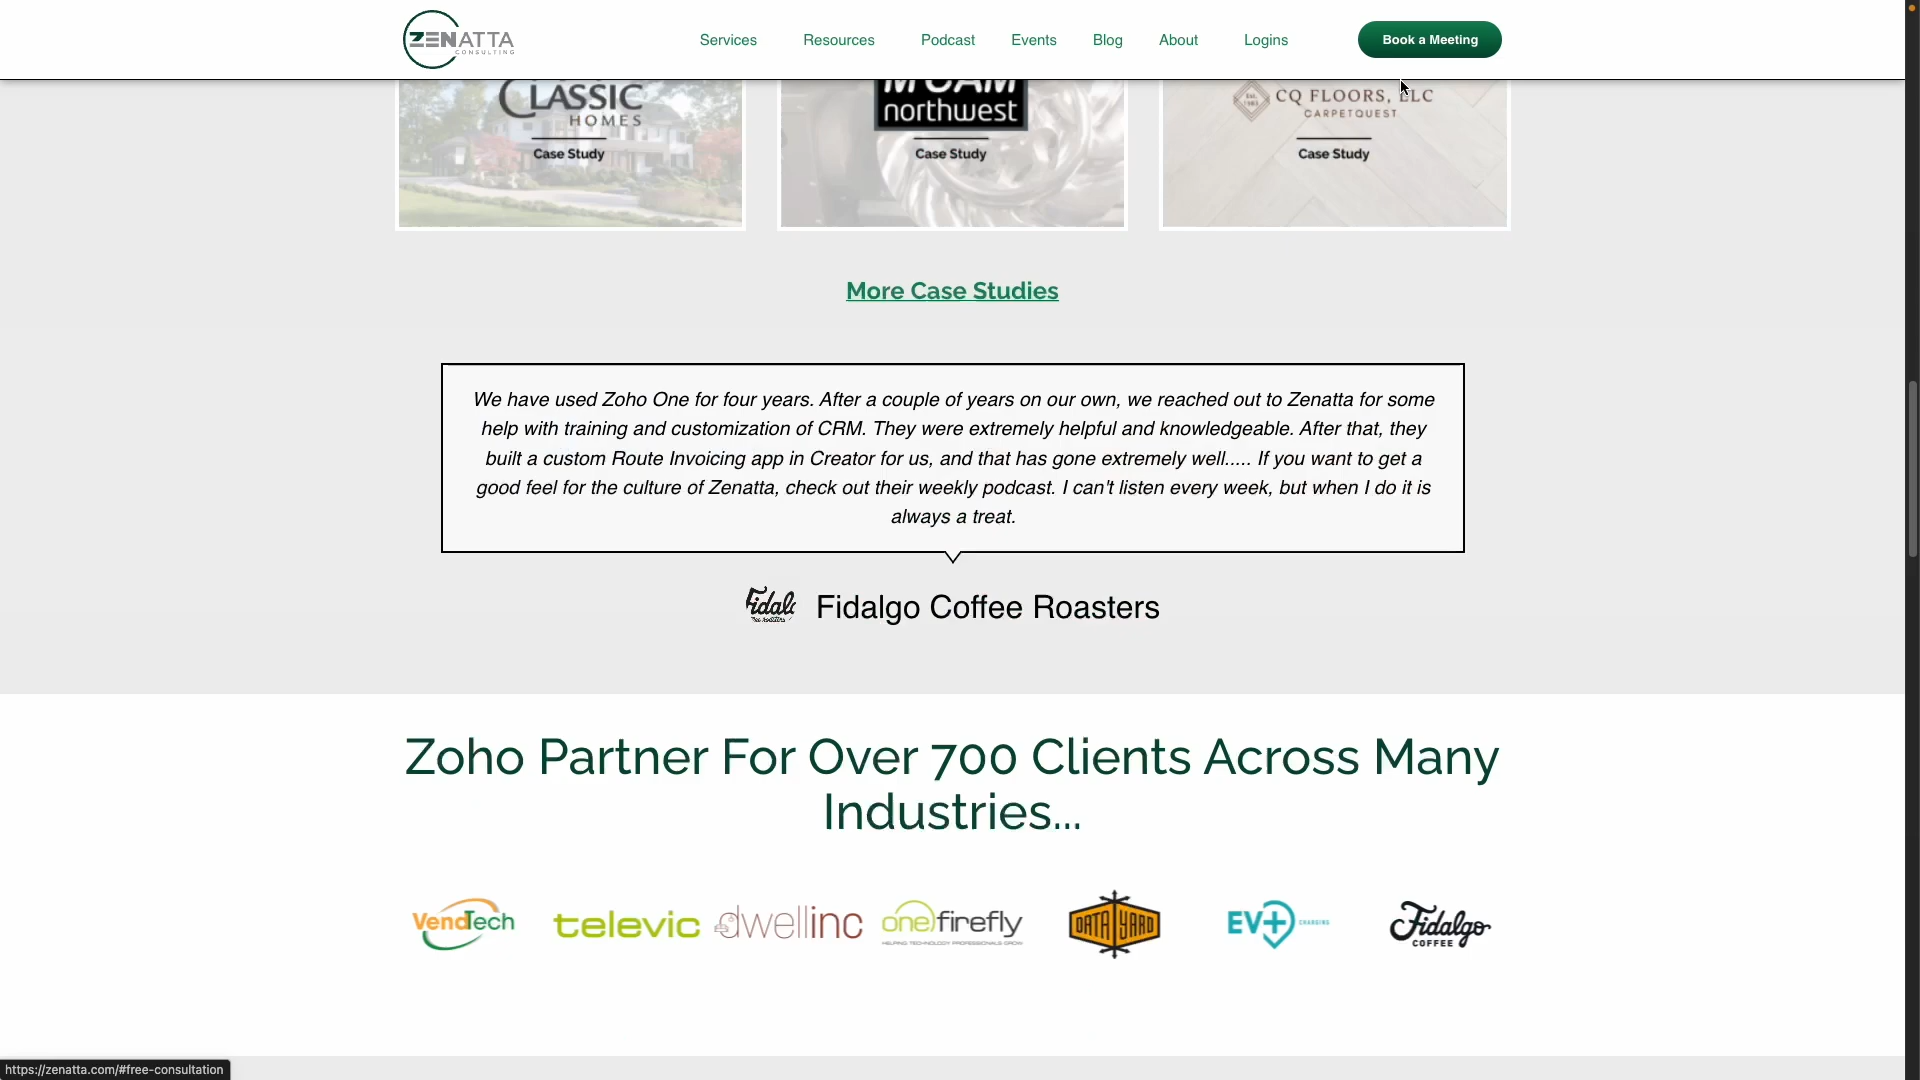 ZENATTA
CONSULTING
Services
Resources
Podcast
Events
Blog
About
Logins
Book a Meeting
CLASSIC
HOMES
Case Study
northwest
Case Study
CQ FLOORS, LLC
CARPETQUEST
Case Study
More Case Studies
We have used Zoho One for four years. After a couple of years on our own, we reached out to Zenatta for some
help with training and customization of CRM. They were extremely helpful and knowledgeable. After that, they
built a custom Route Invoicing app in Creator for us, and that has gone extremely well..... If you want to get a
good feel for the culture of Zenatta, check out their weekly podcast. I can't listen every week, but when I do it is
always a treat.
Fidalgo Coffee Roasters
Zoho Partner For Over 700 Clients Across Many
Industries...
VendTech
televic
dwellinc
onefirefly
HELPING TECHNOLOGY PROFESSIONALS GROW
DATA YARD
EV+ CHARGING
Fidalgo
COFFEE
https://zenatta.com/#free-consultation